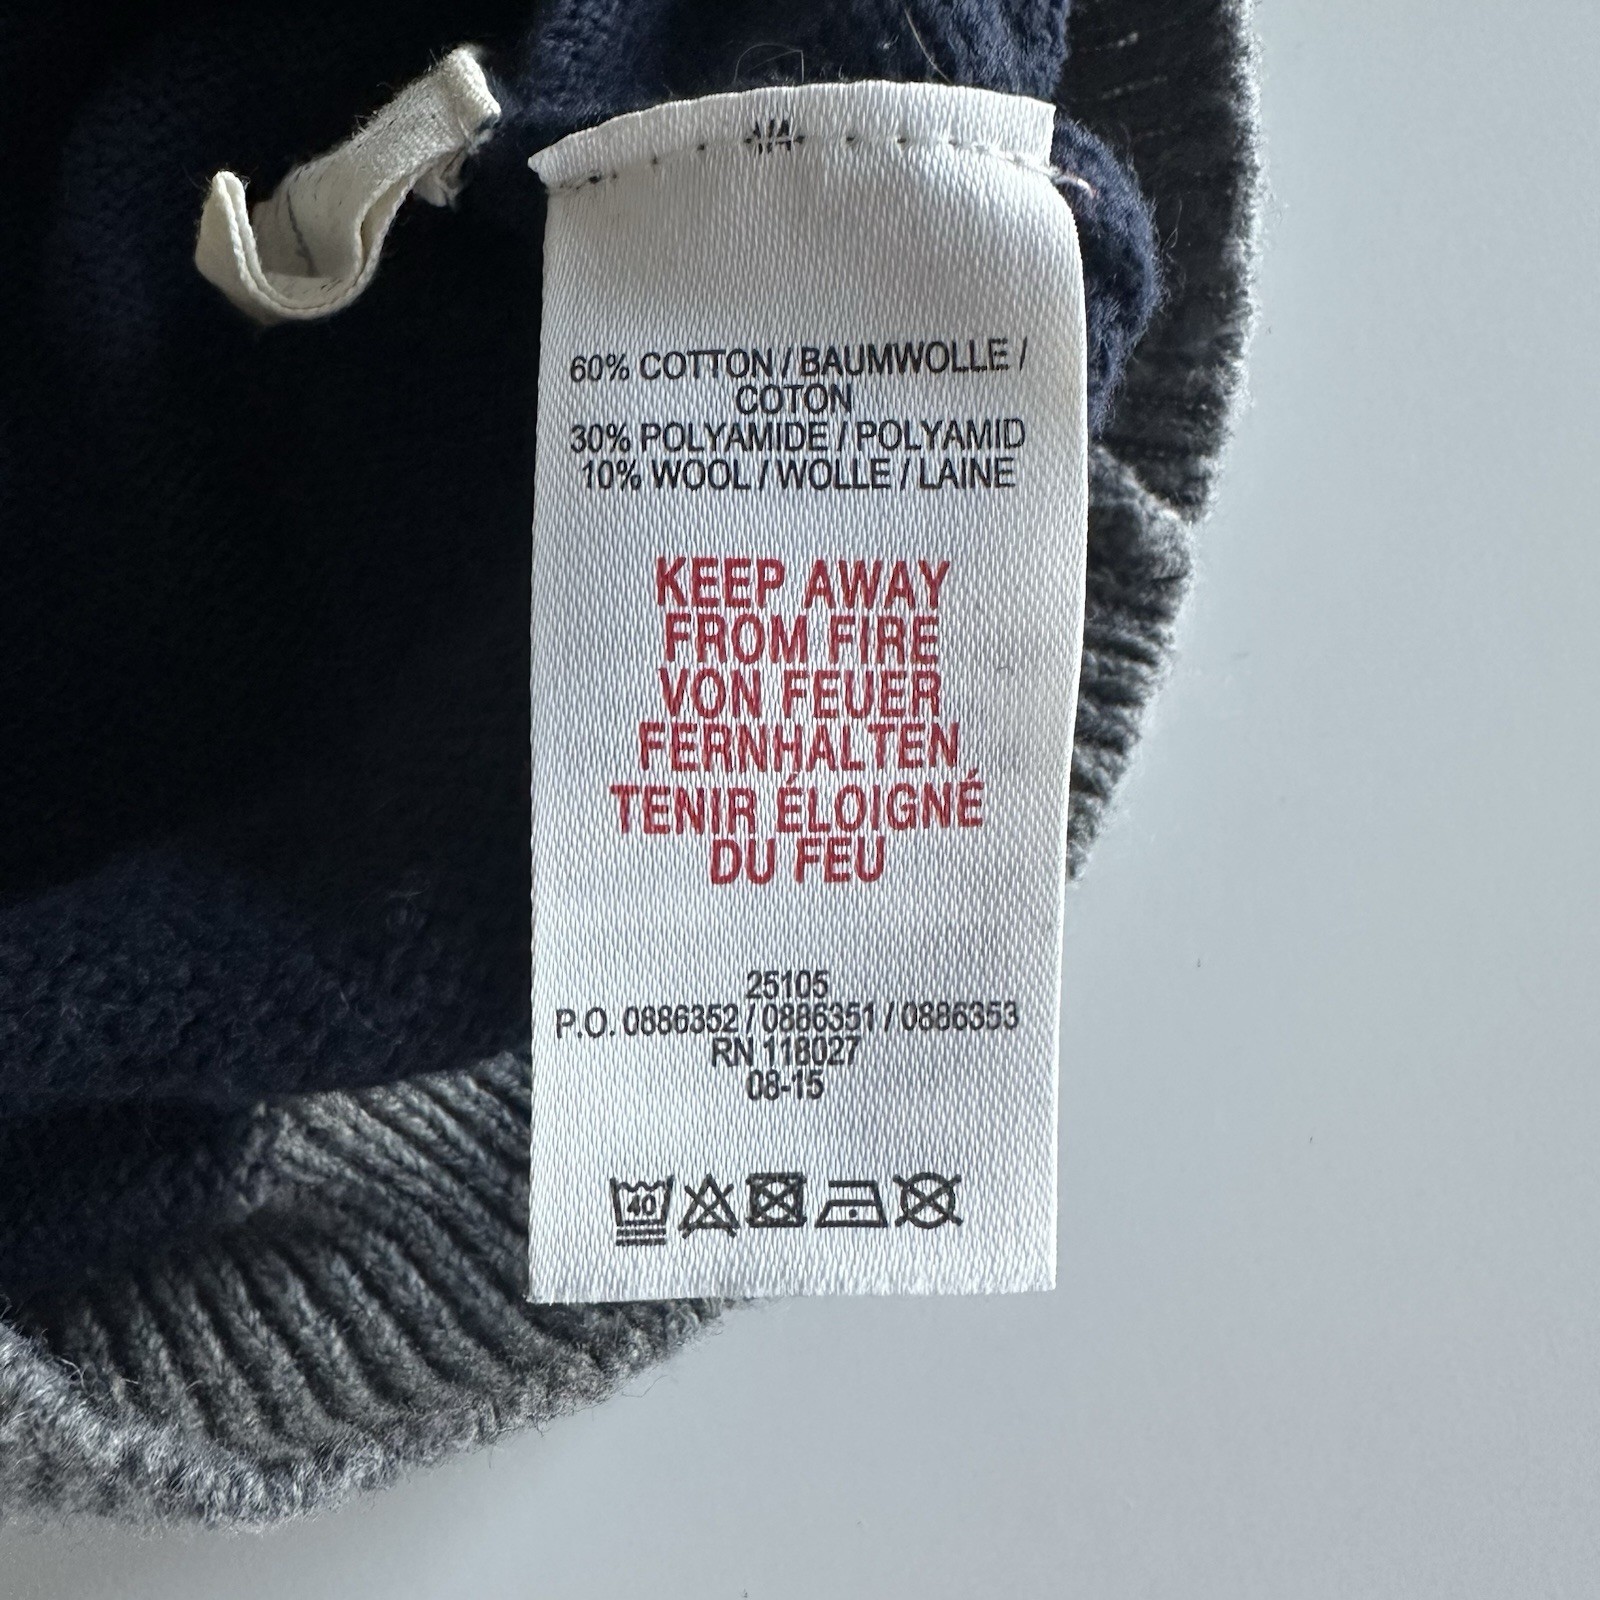 60% COTTON / BAUMWOLLE /
COTON
30% POLYAMIDE / POLYAMID
10% WOOL / WOLLE / LAINE
KEEP AWAY
FROM FIRE
VON FEUER
FERNHALTEN
TENIR ÉLOIGNÉ
DU FEU
25105
P.O. 0886352 / 0886351 / 0886353
RN 118027
08-15
40